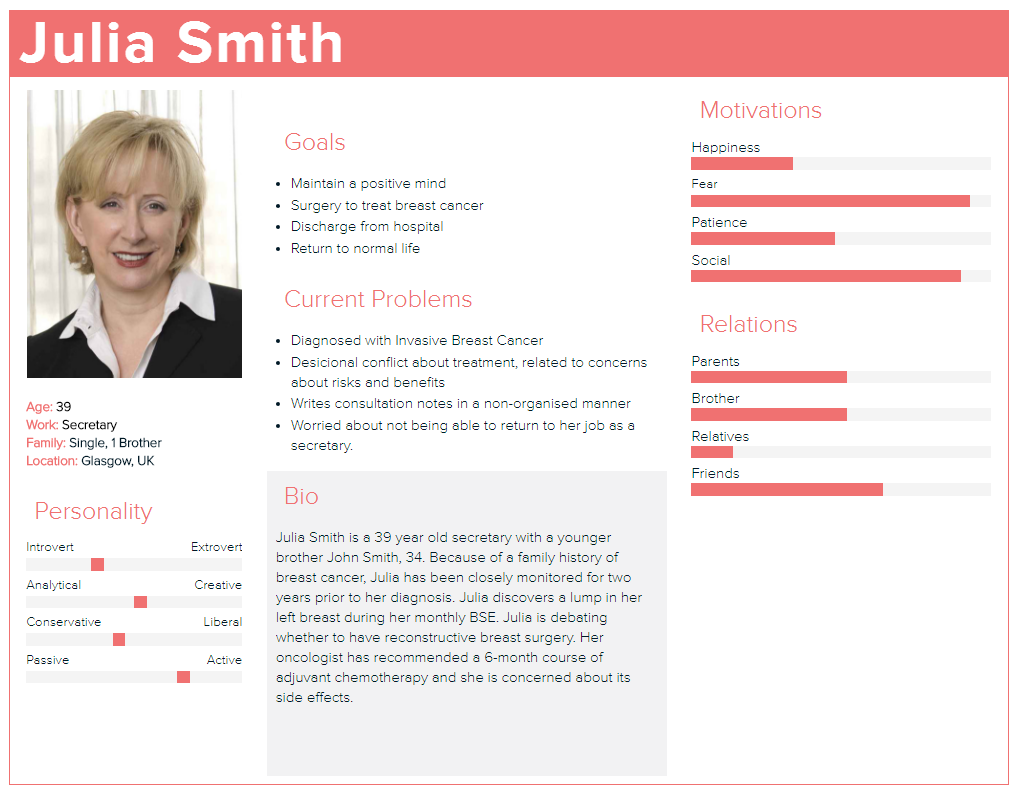 Julia Smith
Age: 39
Work: Secretary
Family: Single, 1 Brother
Location: Glasgow, UK
Personality
Introvert Extrovert
Analytical Creative
Conservative Liberal
Passive Active
Goals
Maintain a positive mind
Surgery to treat breast cancer
Discharge from hospital
Return to normal life
Current Problems
Diagnosed with Invasive Breast Cancer
Desicional conflict about treatment, related to concerns
about risks and benefits
Writes consultation notes in a non-organised manner
Worried about not being able to return to her job as a
secretary.
Bio
Julia Smith is a 39 year old secretary with a younger
brother John Smith, 34. Because of a family history of
breast cancer, Julia has been closely monitored for two
years prior to her diagnosis. Julia discovers a lump in her
left breast during her monthly BSE. Julia is debating
whether to have reconstructive breast surgery. Her
oncologist has recommended a 6-month course of
adjuvant chemotherapy and she is concerned about its
side effects.
Motivations
Happiness
Fear
Patience
Social
Relations
Parents
Brother
Relatives
Friends